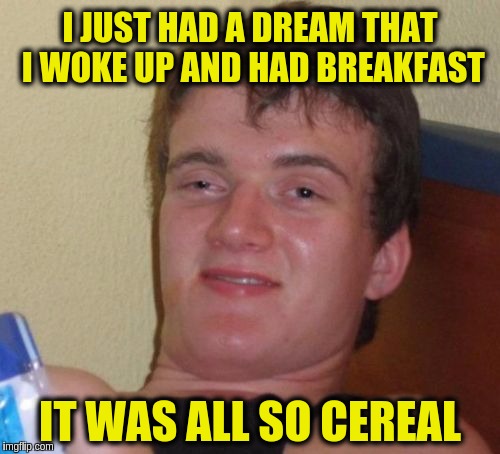 I JUST HAD A DREAM THAT
I WOKE UP AND HAD BREAKFAST
IT WAS ALL SO CEREAL
imgflip.com